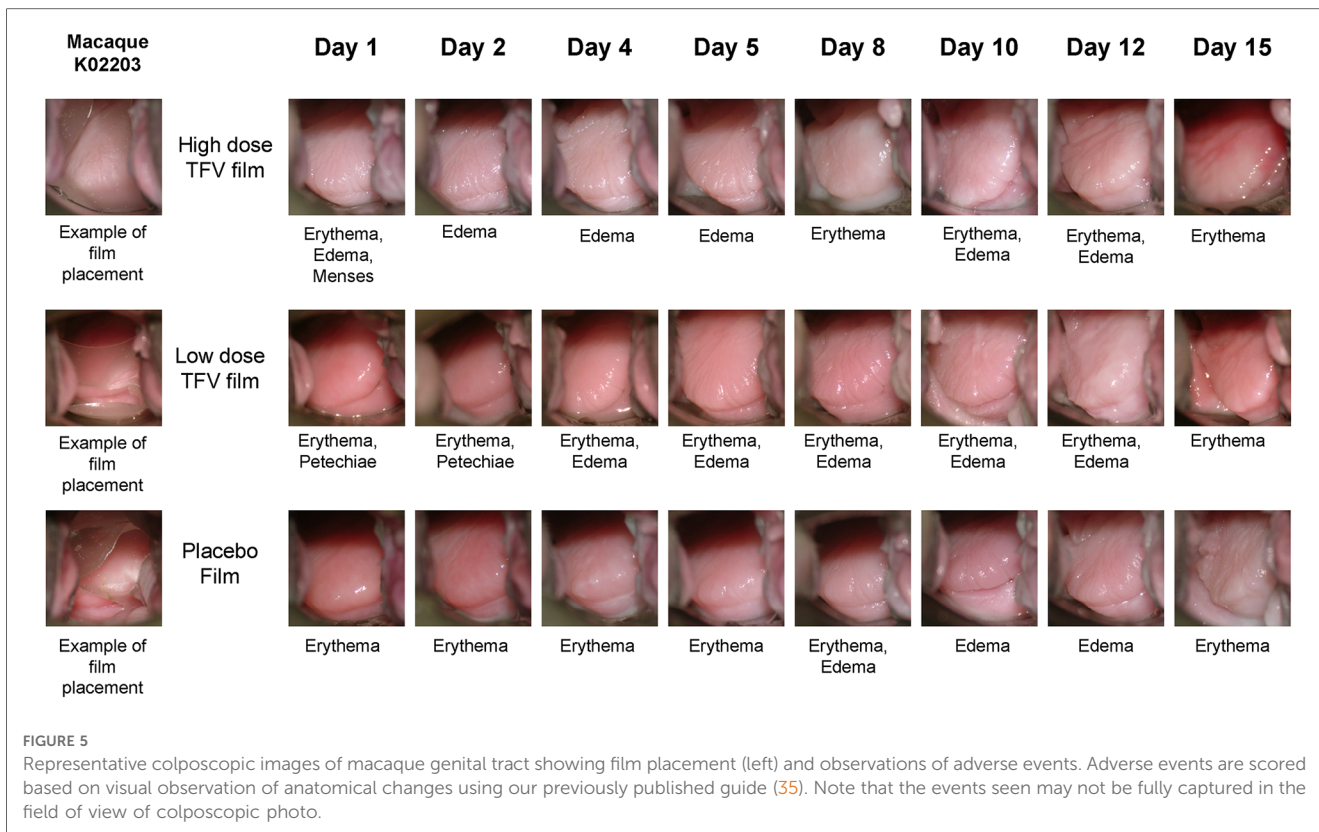 Macaque
K02203
Day 1
Day 2
Day 4
Day 5
Day 8
Day 10
Day 12
Day 15
High dose
TFV film
Example of
film
placement
Erythema,
Edema,
Menses
Edema
Edema
Edema
Erythema
Erythema,
Edema
Erythema,
Edema
Erythema
Low dose
TFV film
Example of
film
placement
Erythema,
Petechiae
Erythema,
Petechiae
Erythema,
Edema
Erythema,
Edema
Erythema,
Edema
Erythema,
Edema
Erythema,
Edema
Erythema
Placebo
Film
Example of
film
placement
Erythema
Erythema
Erythema
Erythema
Erythema,
Edema
Edema
Edema
Erythema
FIGURE 5
Representative colposcopic images of macaque genital tract showing film placement (left) and observations of adverse events. Adverse events are scored
based on visual observation of anatomical changes using our previously published guide (35). Note that the events seen may not be fully captured in the
field of view of colposcopic photo.